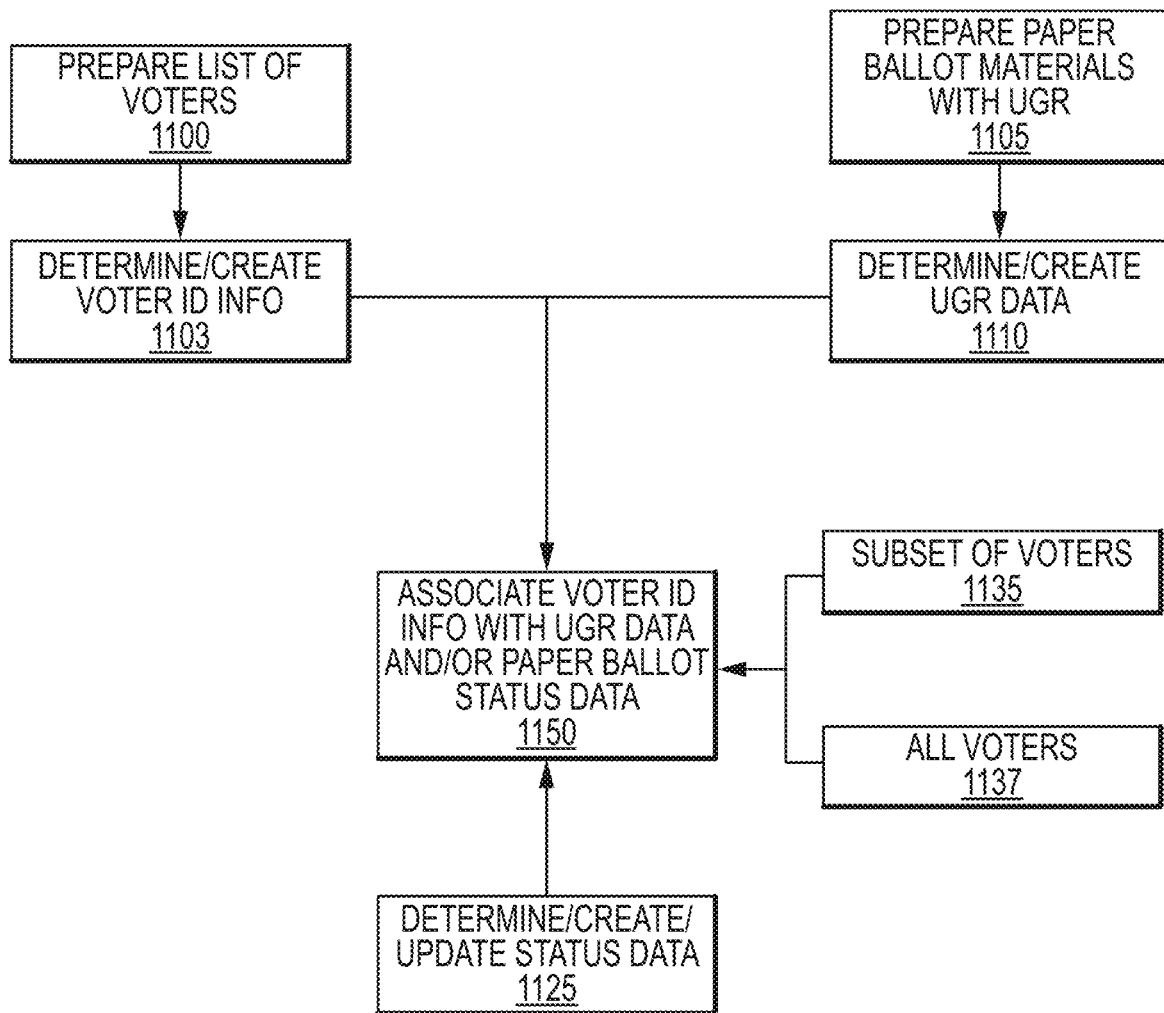 PREPARE LIST OF
VOTERS
1100
PREPARE PAPER
BALLOT MATERIALS
WITH UGR
1105
DETERMINE/CREATE
VOTER ID INFO
1103
DETERMINE/CREATE
UGR DATA
1110
ASSOCIATE VOTER ID
INFO WITH UGR DATA
AND/OR PAPER BALLOT
STATUS DATA
1150
SUBSET OF VOTERS
1135
ALL VOTERS
1137
DETERMINE/CREATE/
UPDATE STATUS DATA
1125